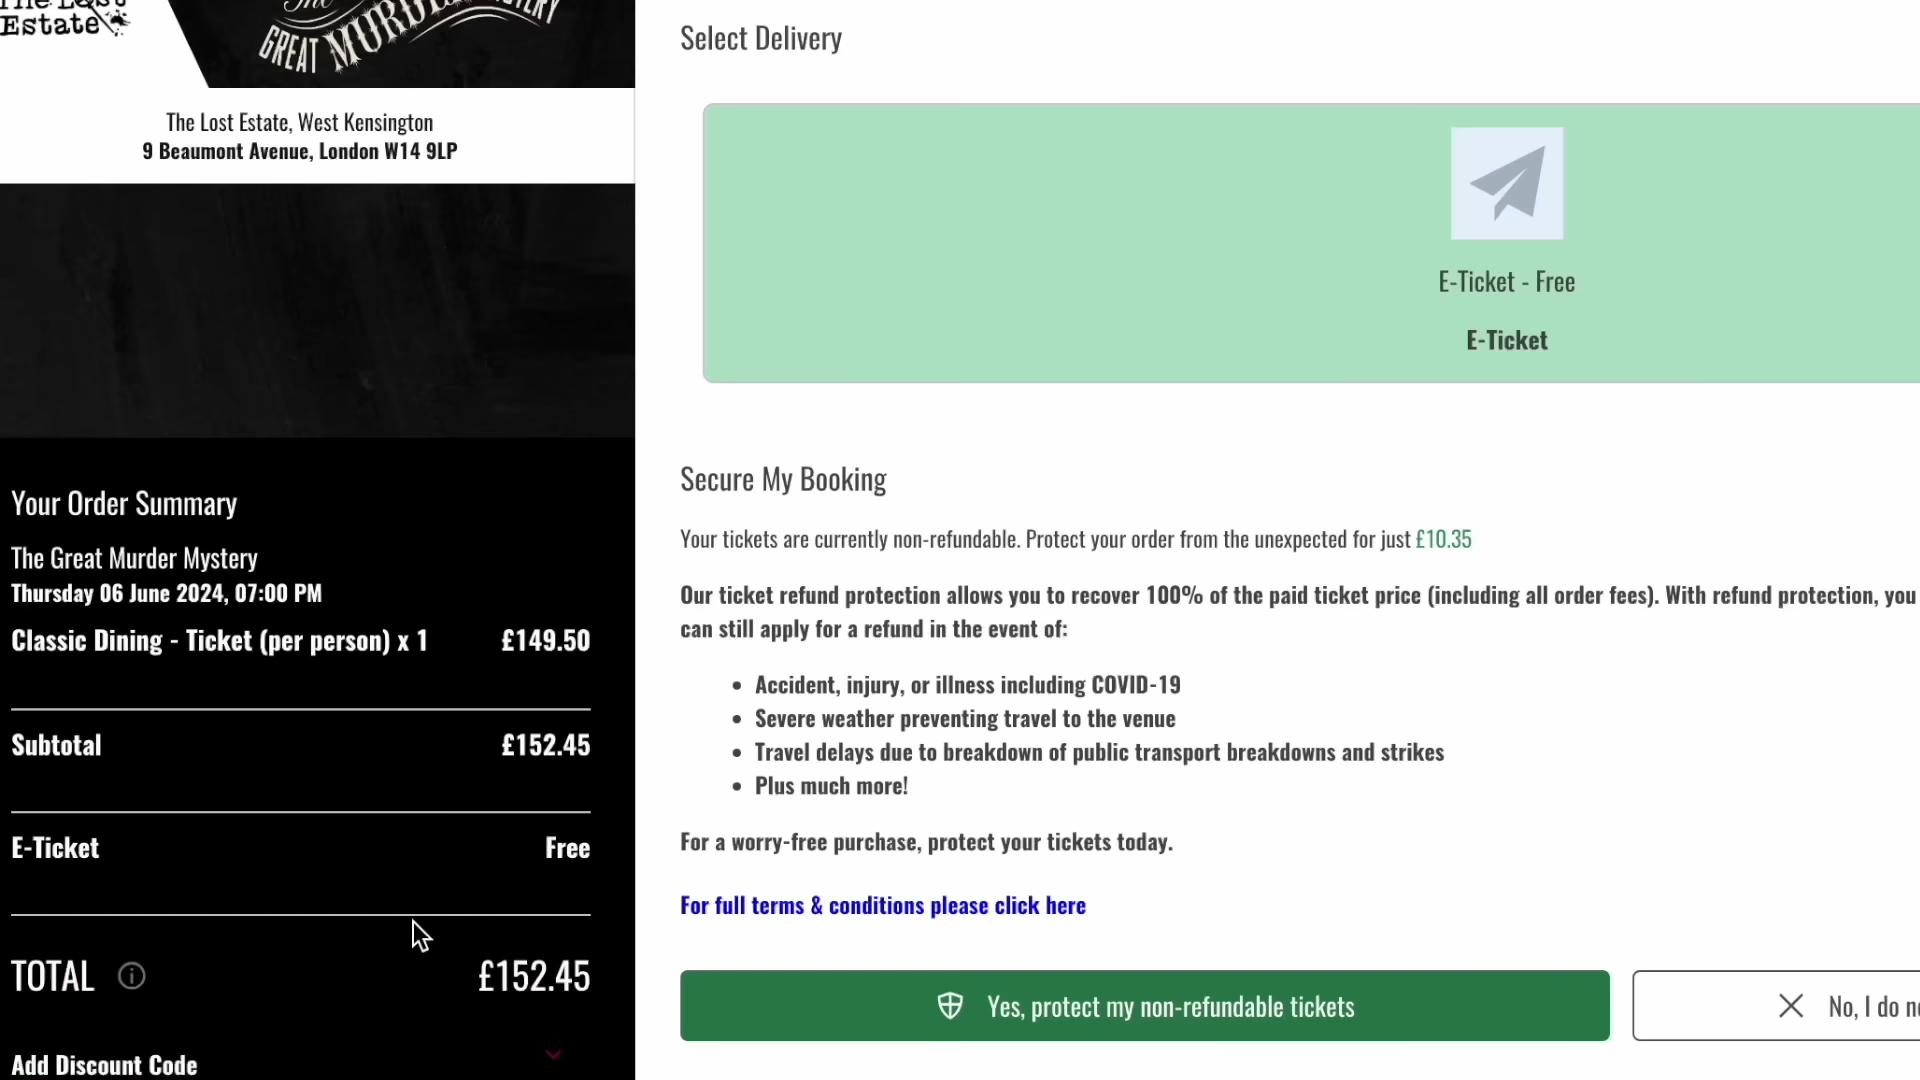 The Lost
Estate
The
GREAT MURDER MYSTERY
The Lost Estate, West Kensington
9 Beaumont Avenue, London W14 9LP
Your Order Summary
The Great Murder Mystery
Thursday 06 June 2024, 07:00 PM
Classic Dining - Ticket (per person) x 1 £149.50
Subtotal £152.45
E-Ticket Free
TOTAL £152.45
Add Discount Code
Select Delivery
E-Ticket - Free
E-Ticket
Secure My Booking
Your tickets are currently non-refundable. Protect your order from the unexpected for just £10.35
Our ticket refund protection allows you to recover 100% of the paid ticket price (including all order fees). With refund protection, you
can still apply for a refund in the event of:
• Accident, injury, or illness including COVID-19
• Severe weather preventing travel to the venue
• Travel delays due to breakdown of public transport breakdowns and strikes
• Plus much more!
For a worry-free purchase, protect your tickets today.
For full terms & conditions please click here
Yes, protect my non-refundable tickets
No, I do